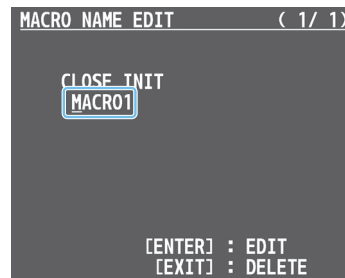 MACRO NAME EDIT ( 1/ 1)
CLOSE INIT
MACRO1
[ENTER] : EDIT
[EXIT] : DELETE